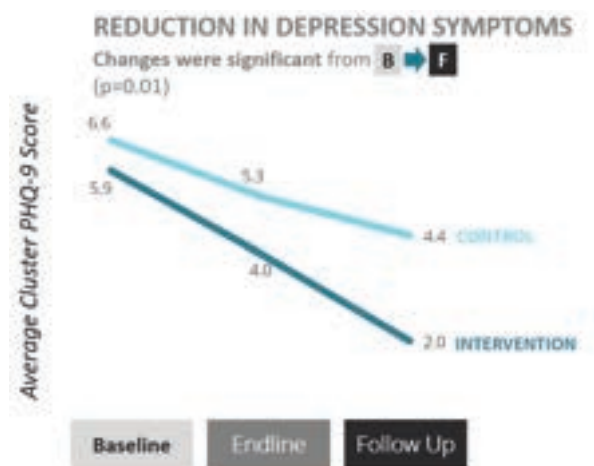 REDUCTION IN DEPRESSION SYMPTOMS
Changes were significant from B F
(p=0.01)
Average Cluster PHQ-9 Score
6.6
5.9
5.3
4.0
4.4 CONTROL
2.0 INTERVENTION
Baseline Endline Follow Up